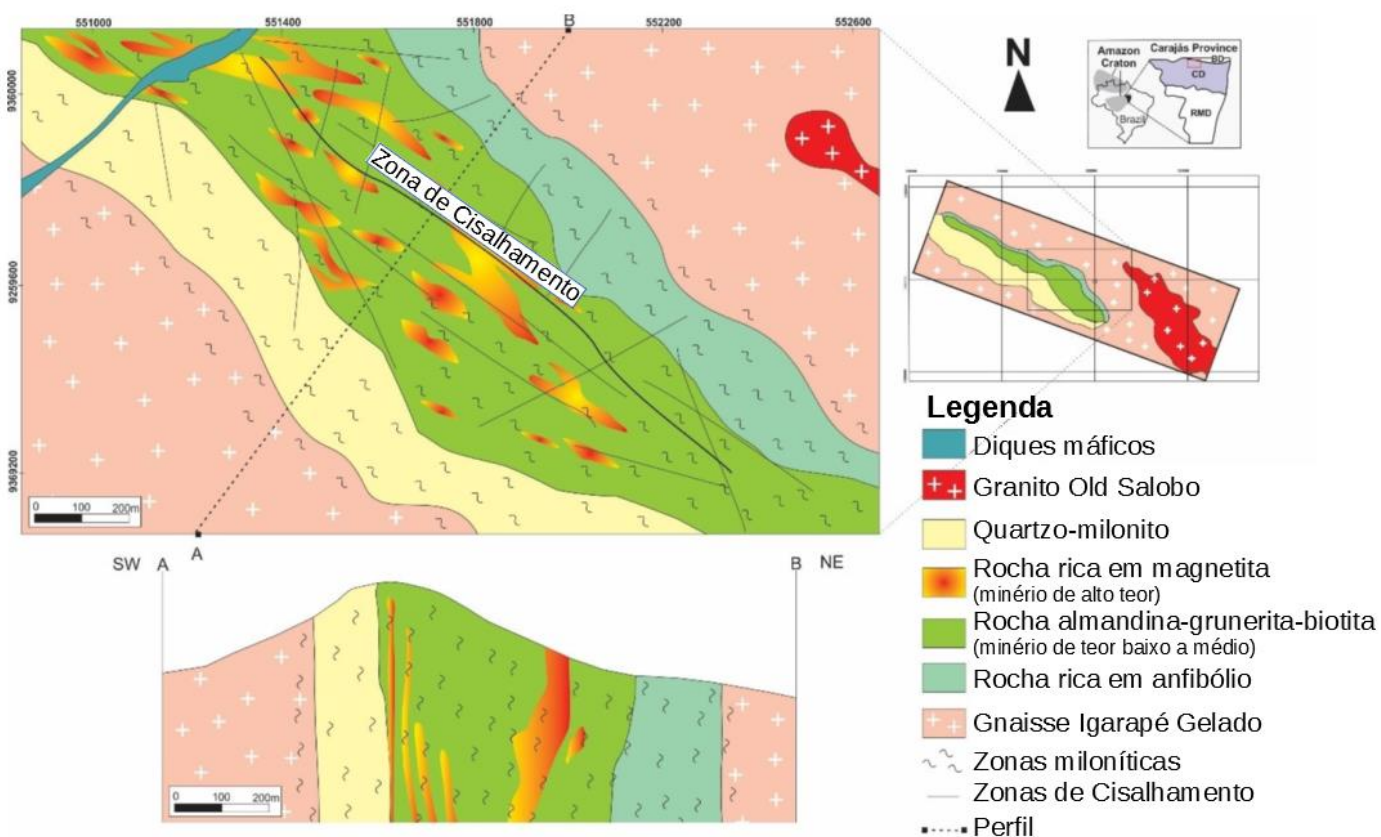 551000 551400 551800 B 552200 552600
9360000
9259600
9369200
Zona de Cisalhamento
0 100 200m
A
N
Amazon
Craton
Carajás Province
BD
CD
RMD
Brazil
SW A B NE
0 100 200m
Legenda
Diques máficos
Granito Old Salobo
Quartzo-milonito
Rocha rica em magnetita
(minério de alto teor)
Rocha almandina-grunerita-biotita
(minério de teor baixo a médio)
Rocha rica em anfibólio
Gnaisse Igarapé Gelado
Zonas miloníticas
Zonas de Cisalhamento
Perfil